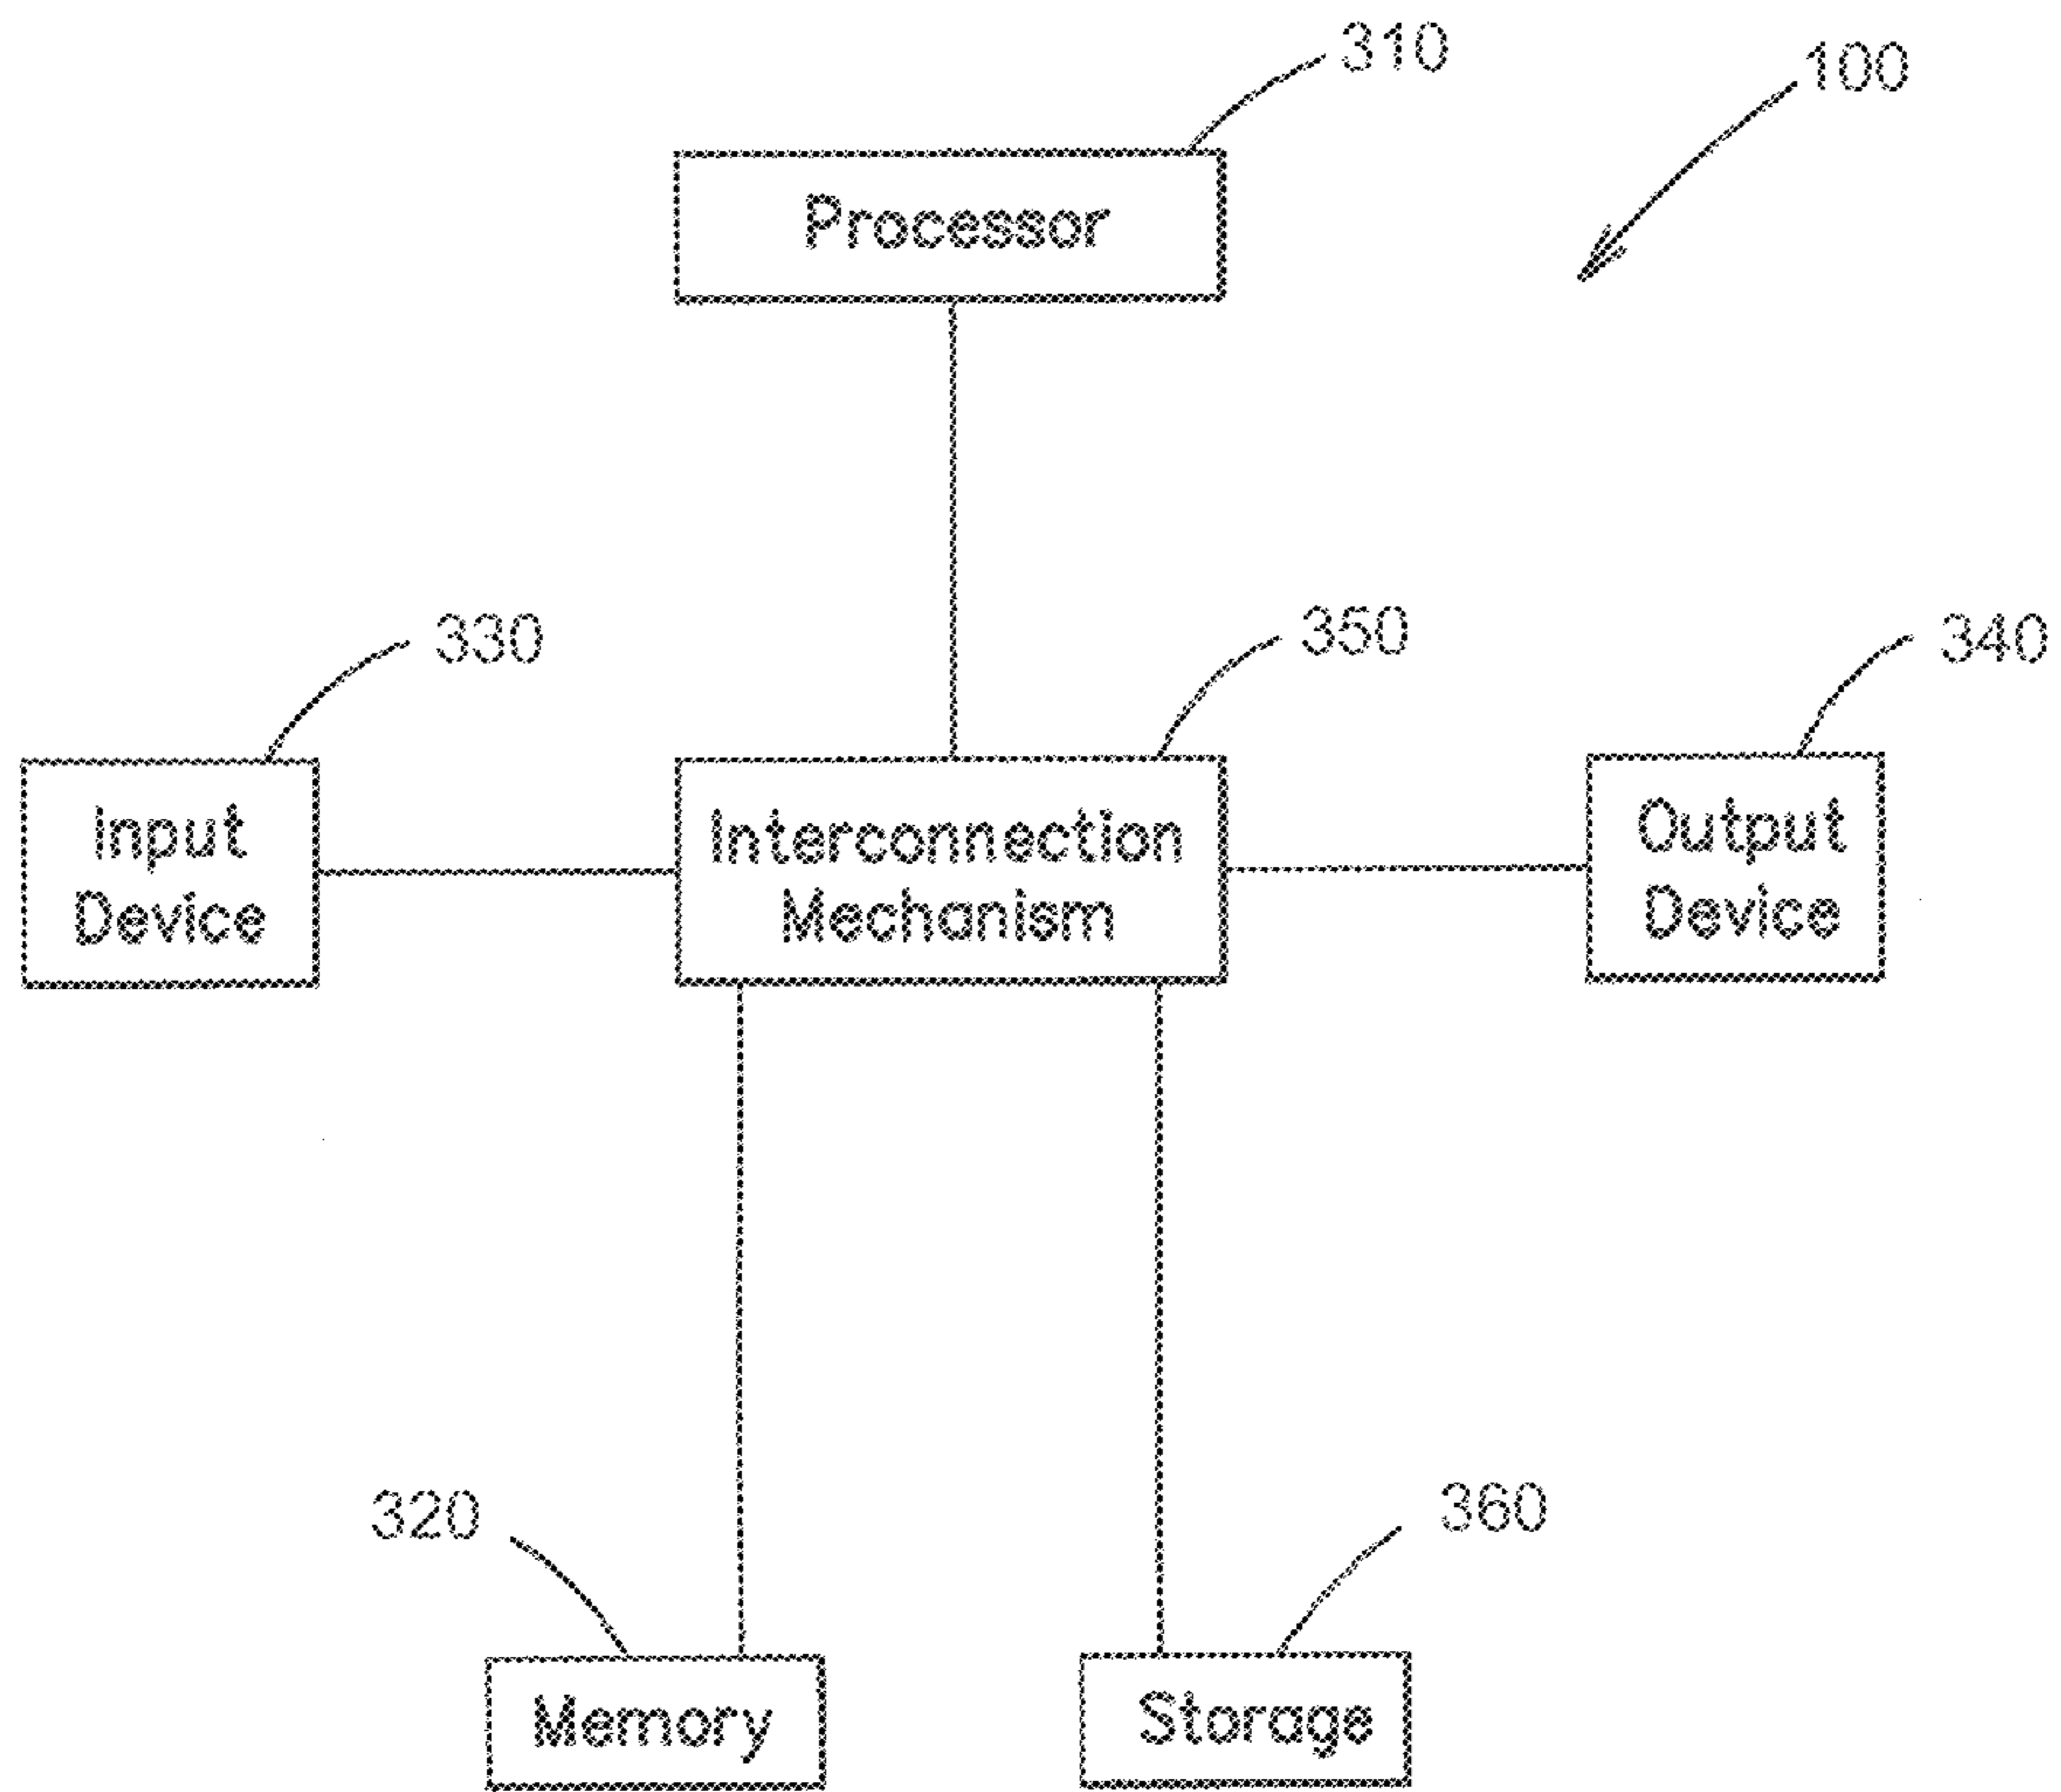 310
100
Processor
330
350
340
Input
Device
Interconnection
Mechanism
Output
Device
320
360
Memory
Storage